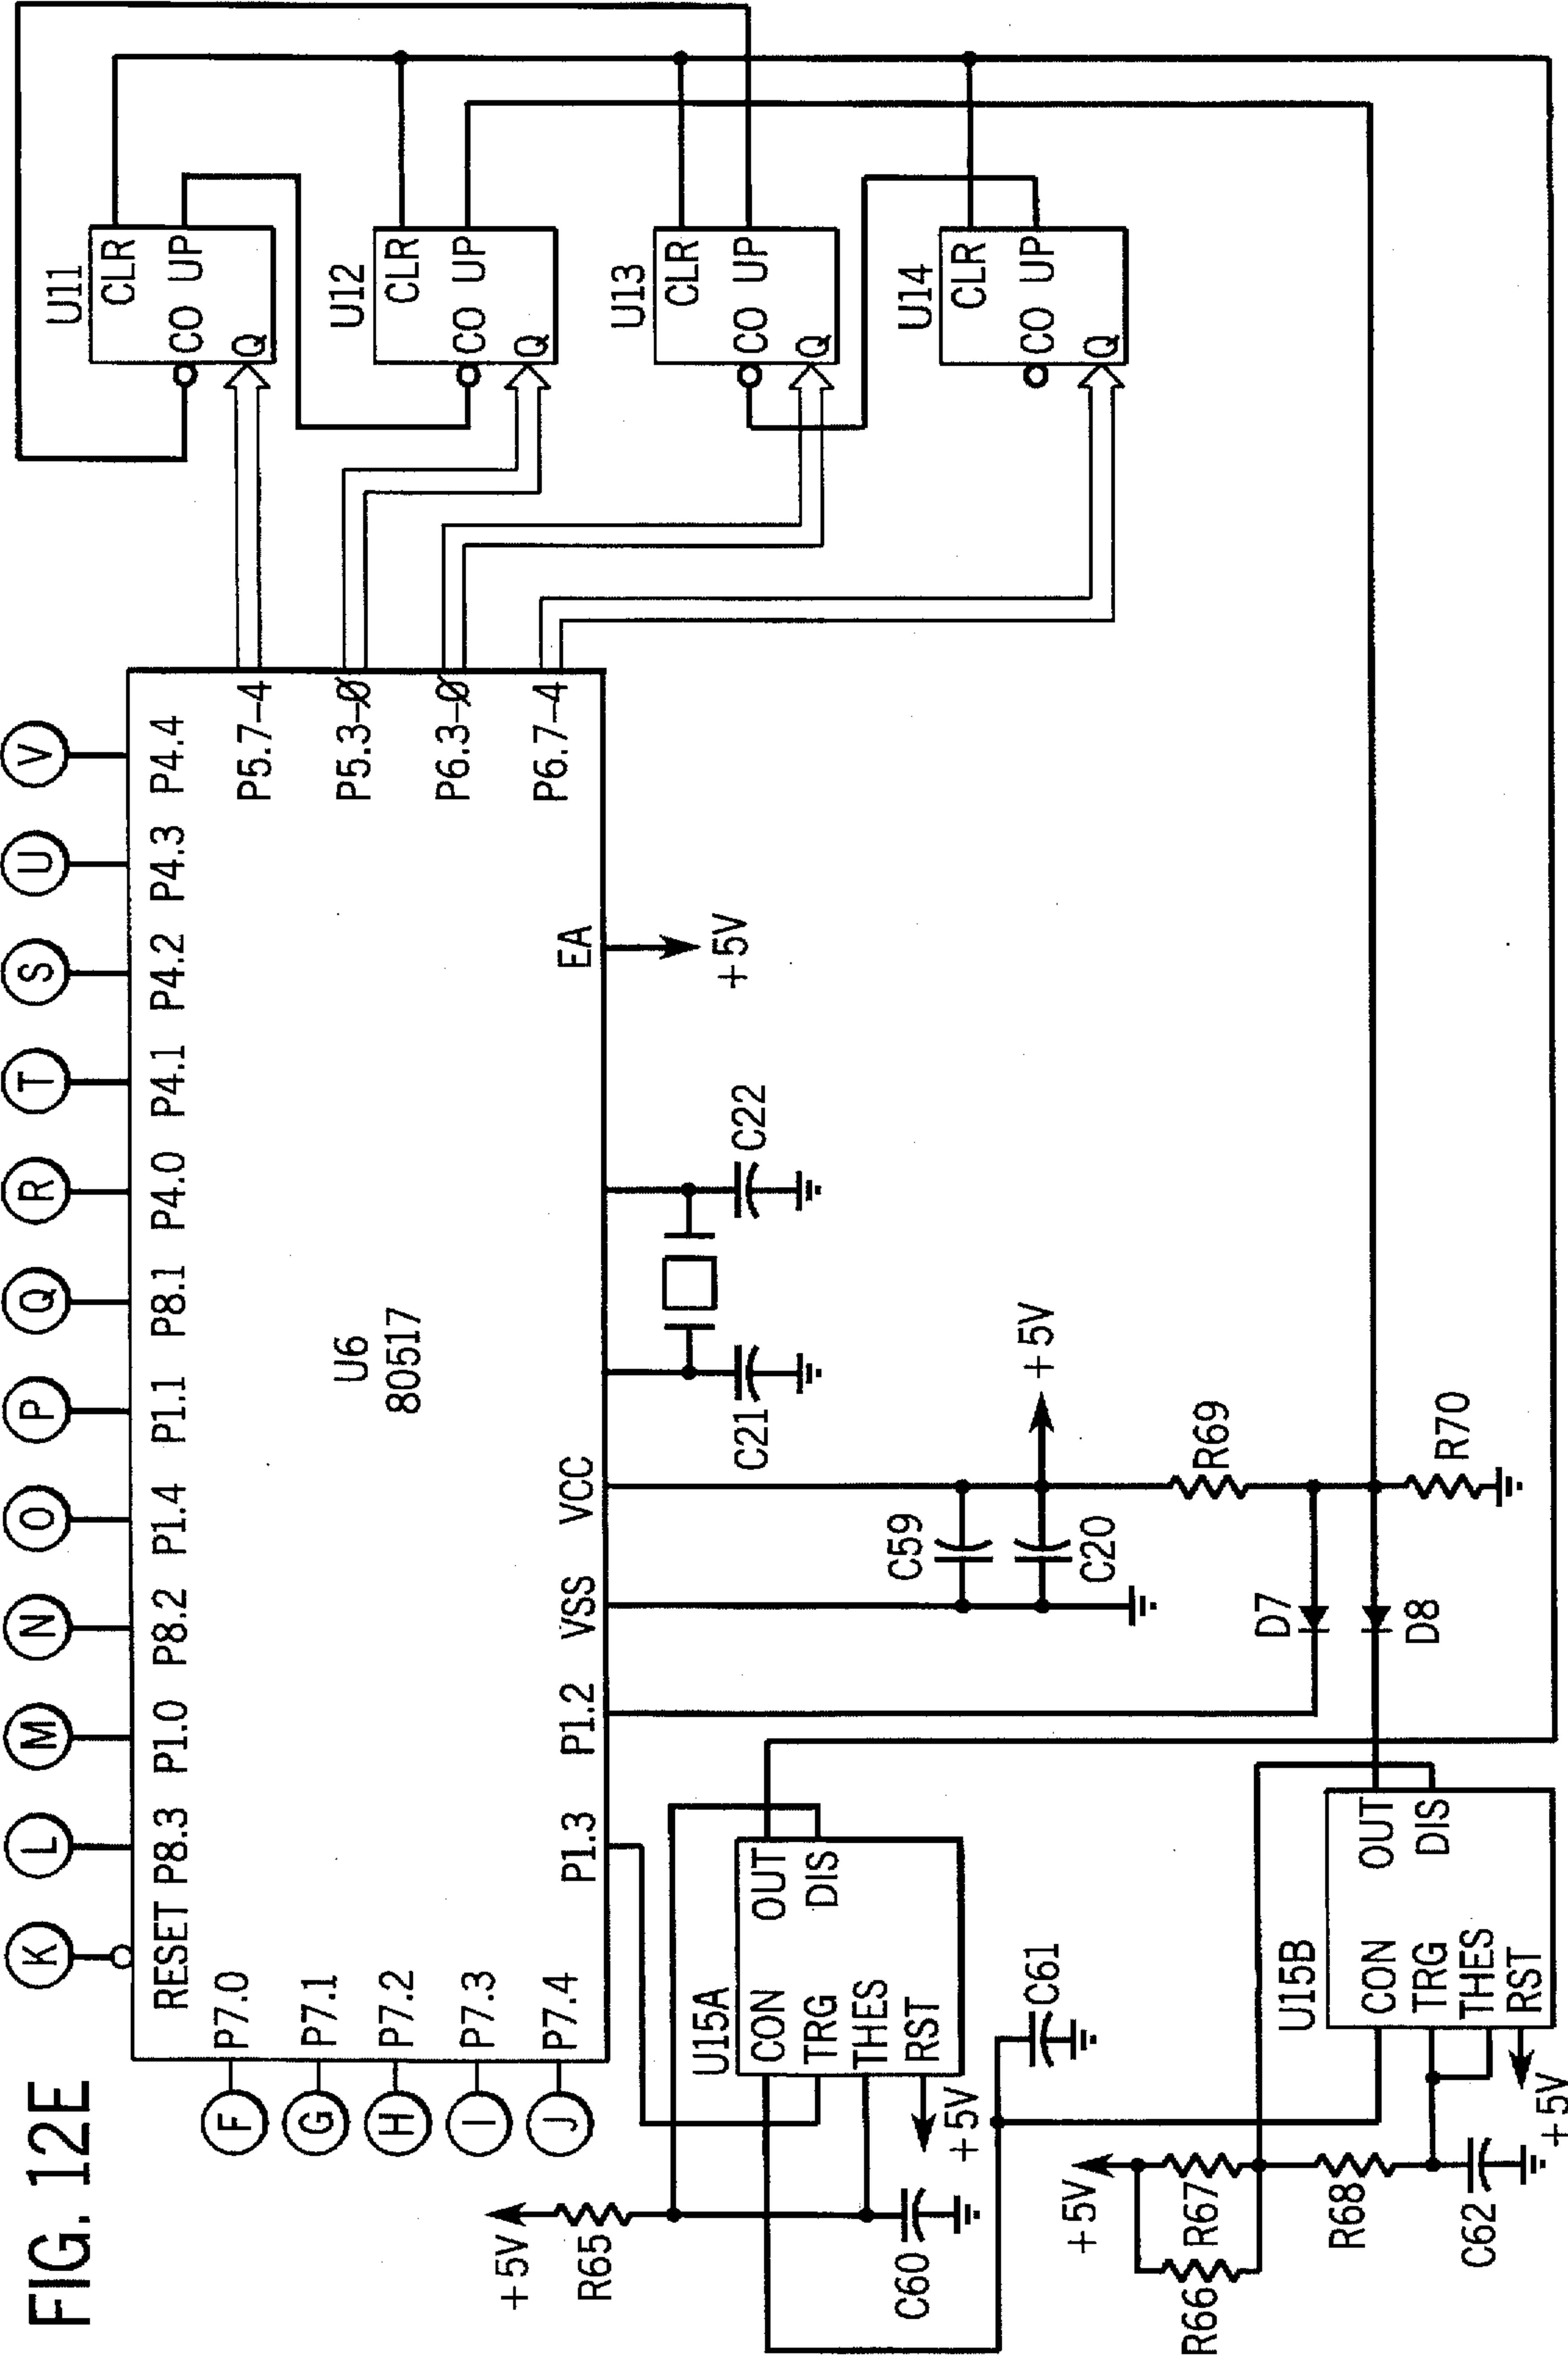 FIG. 12E
K
L
M
N
O
P
Q
R
T
S
U
V
RESET
P8.3
P1.0
P8.2
P1.4
P1.1
P8.1
P4.0
P4.1
P4.2
P4.3
P4.4
F
P7.0
G
P7.1
H
P7.2
I
P7.3
J
P7.4
U6
80517
P5.7-4
P5.3-Ø
P6.3-Ø
P6.7-4
P1.3
P1.2
VSS
VCC
EA
+5V
C21
C22
U11
CLR
CO UP
Q
U12
CLR
CO UP
Q
U13
CLR
CO UP
Q
U14
CLR
CO UP
Q
+5V
R65
C60
U15A
CON OUT
TRG DIS
THES
RST
+5V
C61
C59
C20
+5V
R69
D7
D8
R70
+5V
R66
R67
R68
C62
U15B
CON OUT
TRG DIS
THES
RST
+5V